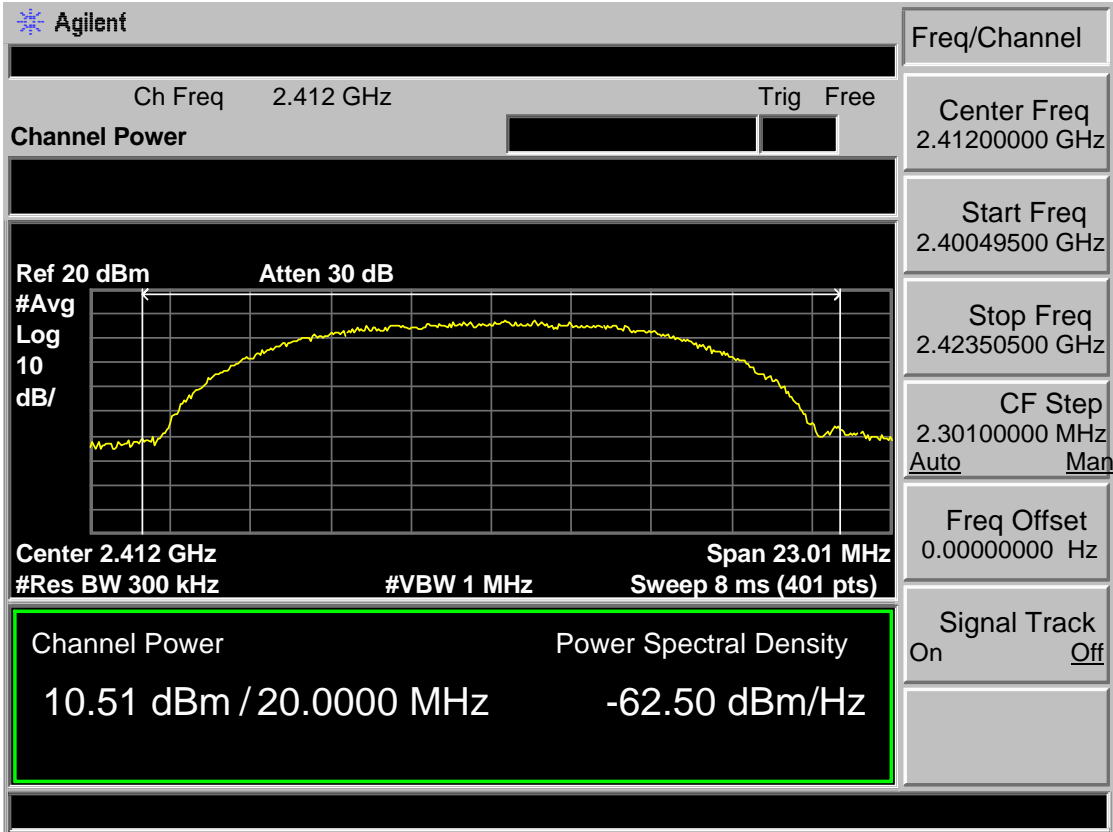 Agilent
Freq/Channel
Ch Freq 2.412 GHz Trig Free
Channel Power
Center Freq
2.41200000 GHz
Start Freq
2.40049500 GHz
Stop Freq
2.42350500 GHz
CF Step
2.30100000 MHz
Auto Man
Freq Offset
0.00000000 Hz
Signal Track
On Off
Ref 20 dBm Atten 30 dB
#Avg
Log
10
dB/
Center 2.412 GHz Span 23.01 MHz
#Res BW 300 kHz #VBW 1 MHz Sweep 8 ms (401 pts)
Channel Power Power Spectral Density
10.51 dBm / 20.0000 MHz -62.50 dBm/Hz